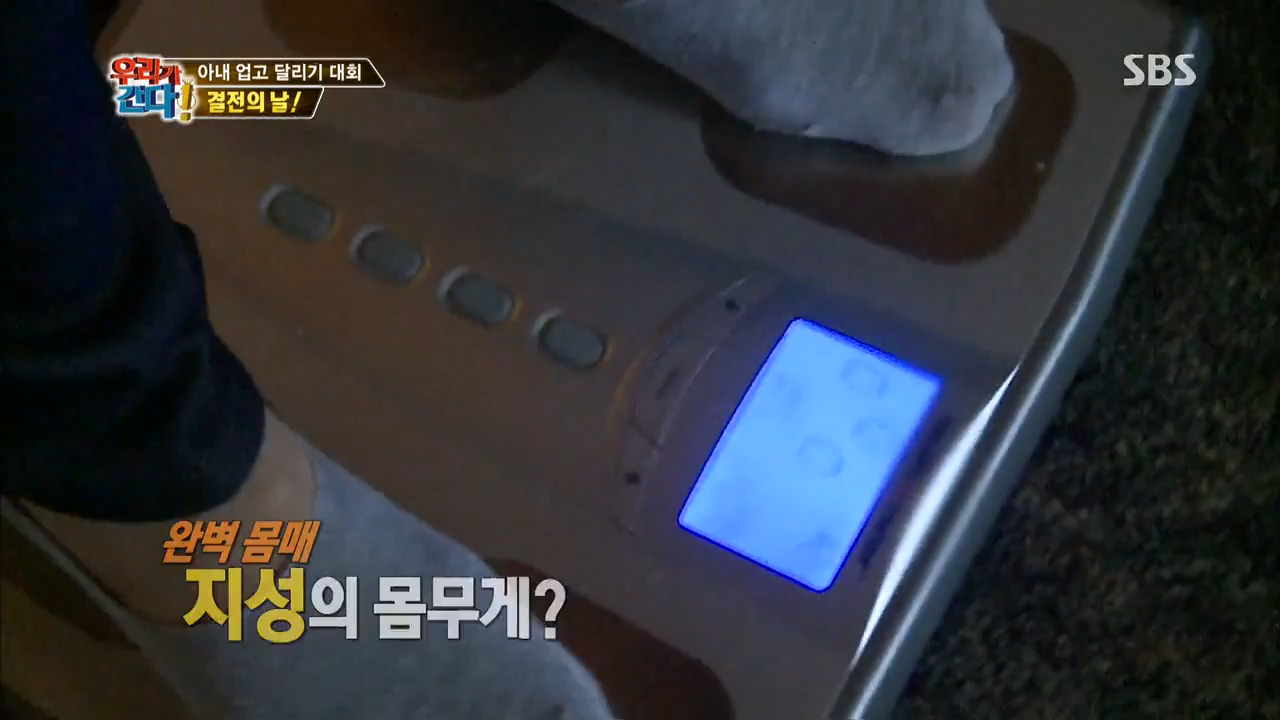 우리가
간다!
아내 업고 달리기 대회
결전의 날!
SBS
완벽 몸매
지성의 몸무게?